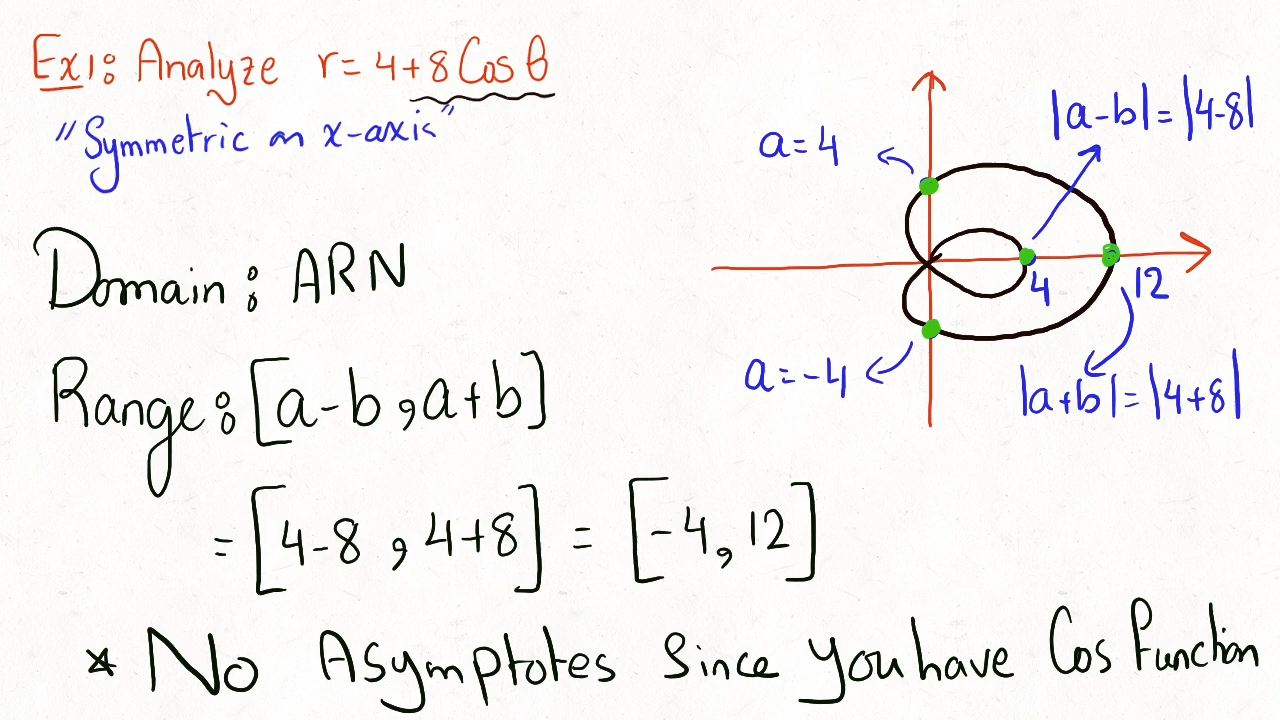 Ex1: Analyze r = 4+8 Cos θ
"Symmetric on x-axis"
Domain: ARN
Range: [a-b, a+b]
= [4-8, 4+8] = [-4, 12]
* No Asymptotes Since you have Cos function
|a-b| = |4-8|
a = 4
4
12
a = -4
|a+b| = |4+8|